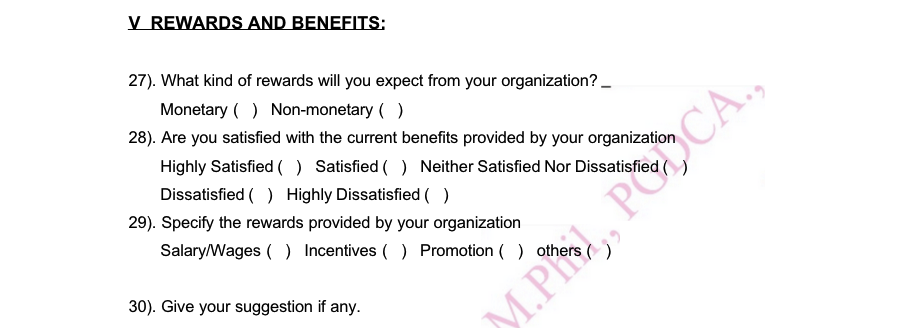 V  REWARDS AND BENEFITS:
27). What kind of rewards will you expect from your organization? _
Monetary (   )   Non-monetary (   )
28). Are you satisfied with the current benefits provided by your organization
Highly Satisfied (   )   Satisfied (   )   Neither Satisfied Nor Dissatisfied (   )
Dissatisfied (   )   Highly Dissatisfied (   )
29). Specify the rewards provided by your organization
Salary/Wages (   )   Incentives (   )   Promotion (   )   others (   )
30). Give your suggestion if any.
M.Phil., PGDCA.,